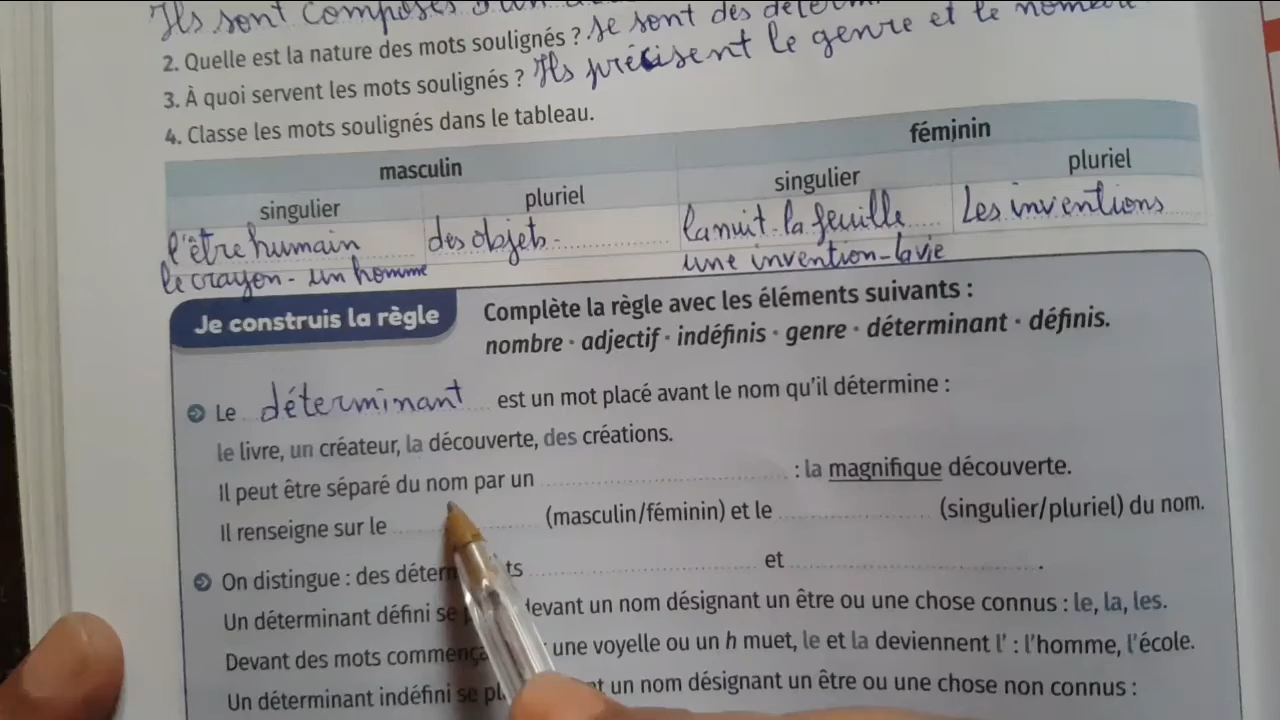 Ils sont composés d'un
2. Quelle est la nature des mots soulignés ? Se sont des
3. À quoi servent les mots soulignés ? Ils précisent le genre et le nombre
4. Classe les mots soulignés dans le tableau.
masculin féminin
singulier pluriel singulier pluriel
l'être humain des objets - la nuit - la feuille Les inventions
le crayon - un homme une invention - la vie
Je construis la règle
Complète la règle avec les éléments suivants :
nombre · adjectif · indéfinis · genre · déterminant · définis.
Le déterminant est un mot placé avant le nom qu'il détermine :
le livre, un créateur, la découverte, des créations.
Il peut être séparé du nom par un .................... : la magnifique découverte.
Il renseigne sur le .................... (masculin/féminin) et le .................... (singulier/pluriel) du nom.
On distingue : des déterm ts .................... et .................... .
Un déterminant défini se devant un nom désignant un être ou une chose connus : le, la, les.
Devant des mots commença une voyelle ou un h muet, le et la deviennent l' : l'homme, l'école.
Un déterminant indéfini se pl t un nom désignant un être ou une chose non connus :